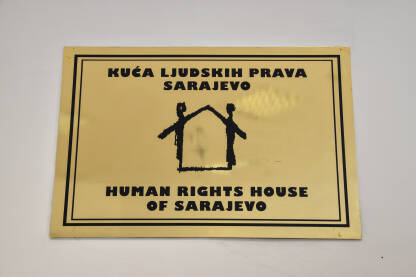 KUĆA LJUDSKIH PRAVA
SARAJEVO
HUMAN RIGHTS HOUSE
OF SARAJEVO